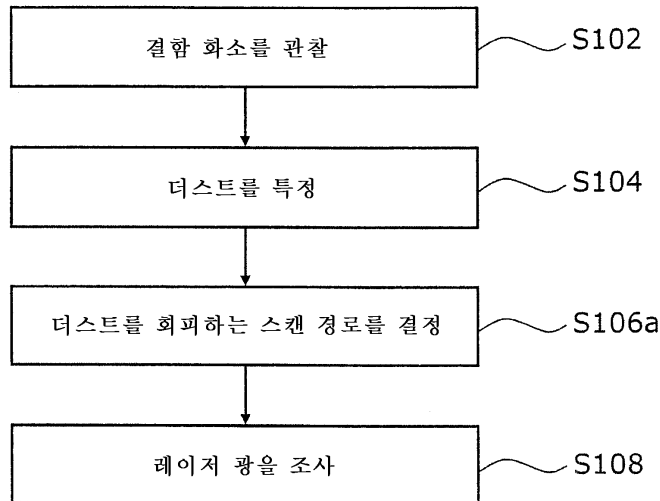 결함 화소를 관찰
S102
더스트를 특정
S104
더스트를 회피하는 스캔 경로를 결정
S106a
레이저 광을 조사
S108